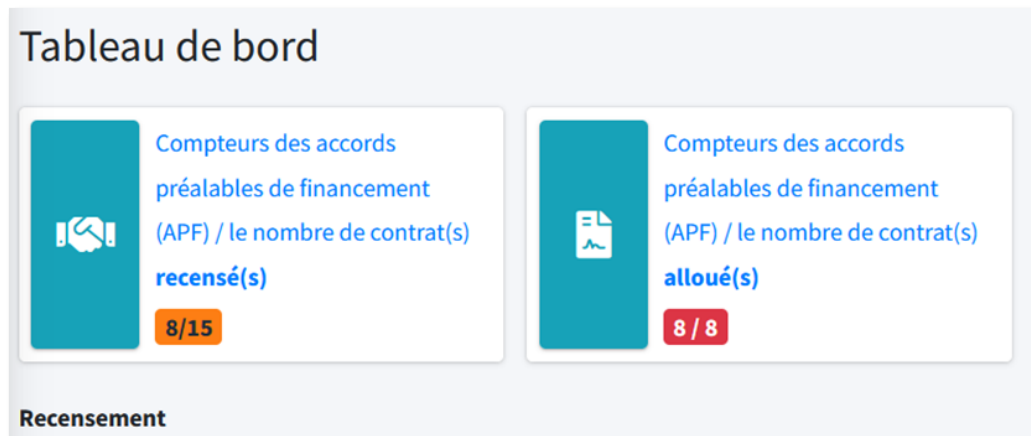 Tableau de bord
Compteurs des accords
préalables de financement
(APF) / le nombre de contrat(s)
recensé(s)
8/15
Compteurs des accords
préalables de financement
(APF) / le nombre de contrat(s)
alloué(s)
8 / 8
Recensement